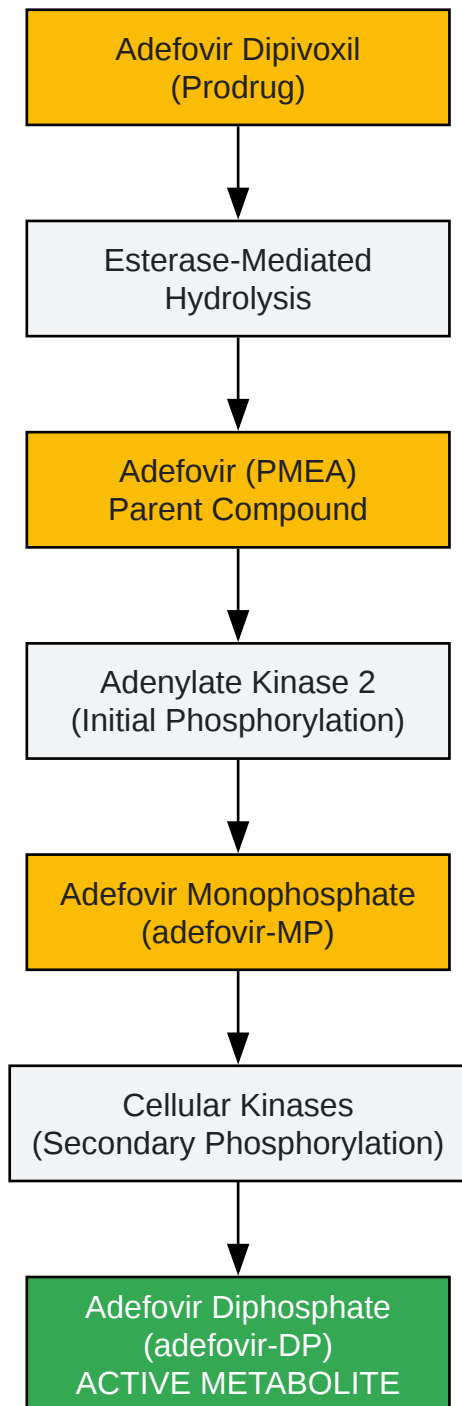 Adefovir Dipivoxil
(Prodrug)
Esterase-Mediated
Hydrolysis
Adefovir (PMEA)
Parent Compound
Adenylate Kinase 2
(Initial Phosphorylation)
Adefovir Monophosphate
(adefovir-MP)
Cellular Kinases
(Secondary Phosphorylation)
Adefovir Diphosphate
(adefovir-DP)
ACTIVE METABOLITE